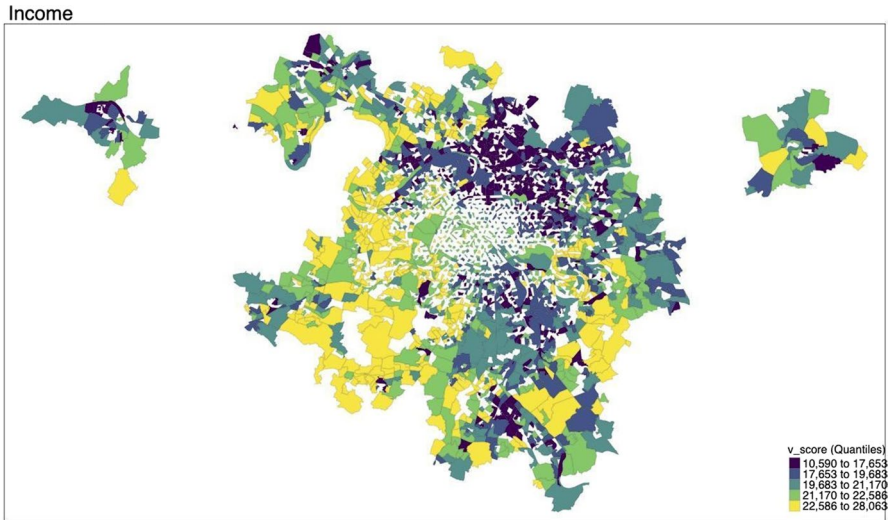 Income
v_score (Quantiles)
10,590 to 17,653
17,653 to 19,683
19,683 to 21,170
21,170 to 22,586
22,586 to 28,063